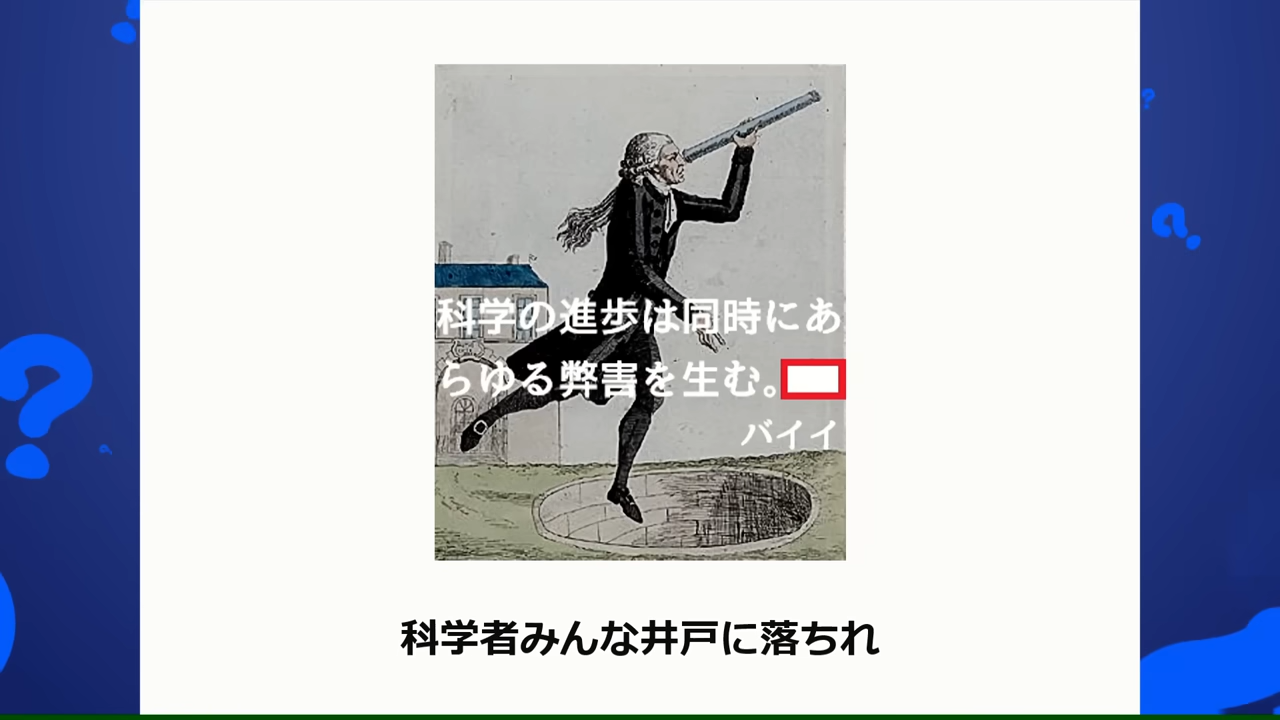 科学の進歩は同時にあ
らゆる弊害を生む。
バイイ
科学者みんな井戸に落ちれ